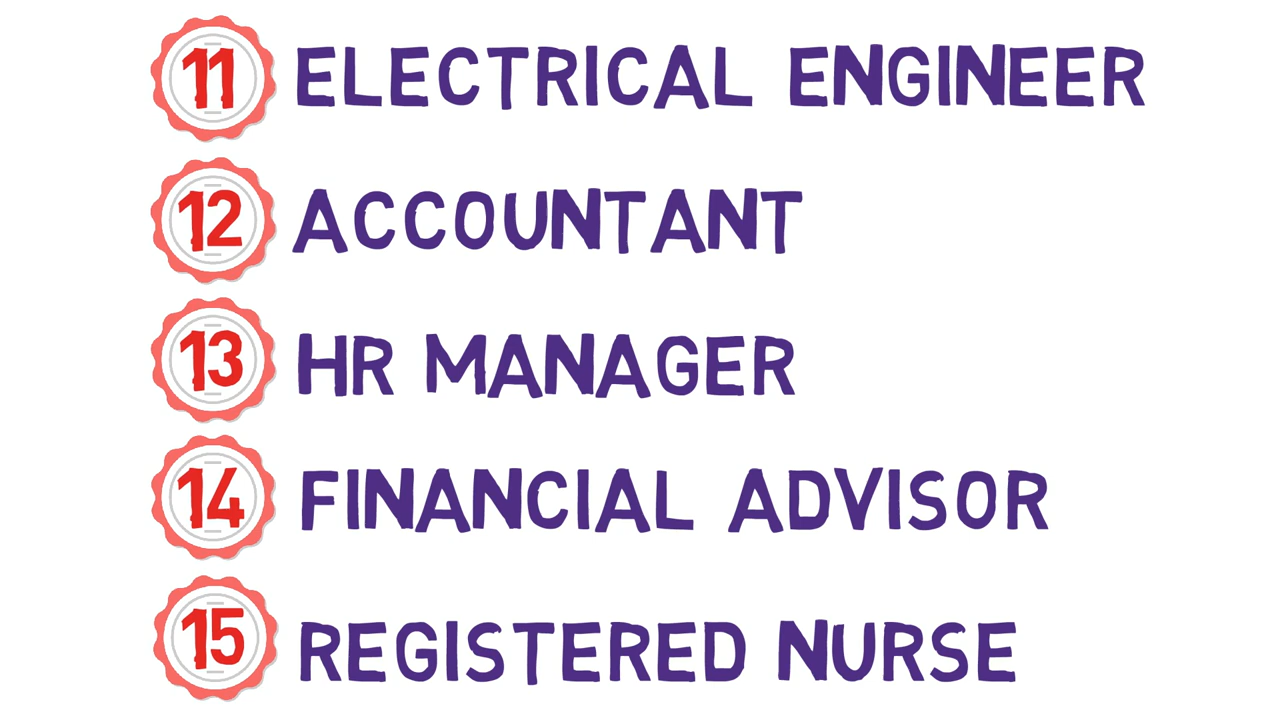 11 ELECTRICAL ENGINEER
12 ACCOUNTANT
13 HR MANAGER
14 FINANCIAL ADVISOR
15 REGISTERED NURSE